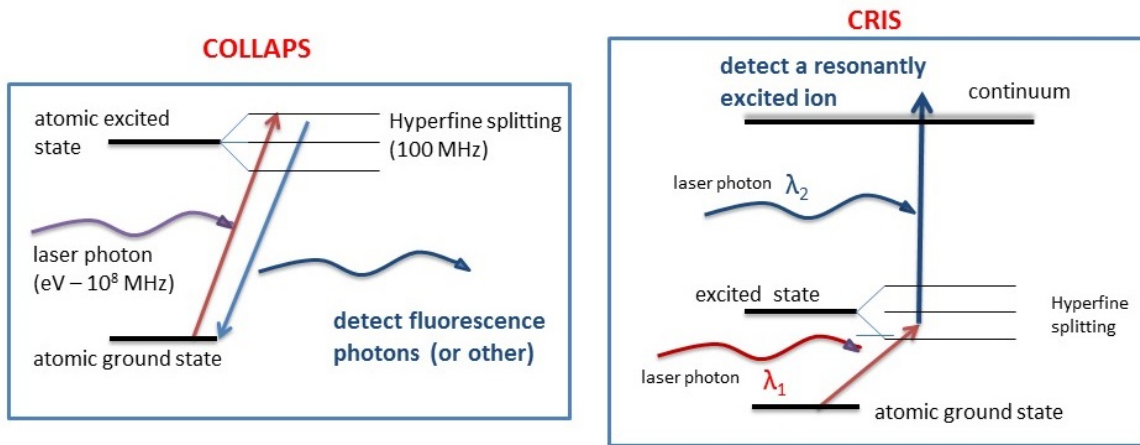 COLLAPS
atomic excited
state
Hyperfine splitting
(100 MHz)
laser photon
(eV – 10⁸ MHz)
detect fluorescence
photons (or other)
atomic ground state
CRIS
detect a resonantly
excited ion
continuum
laser photon λ₂
excited state
Hyperfine
splitting
laser photon λ₁
atomic ground state